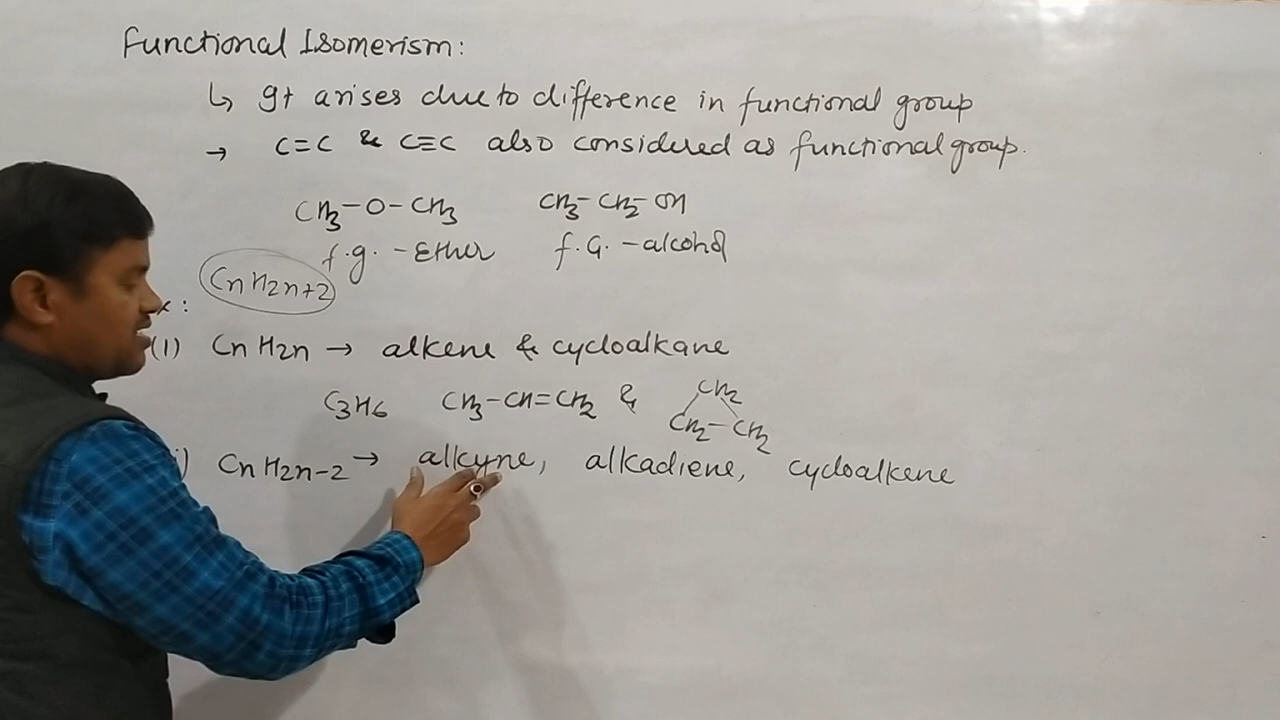 Functional Isomerism:
↳ It arises due to difference in functional group
→ C=C & C≡C also considered as functional group.
CH3-O-CH3 CH3-CH2-OH
f.g. - Ether f.G. - alcohol
CnH2n+2
x:
(1) CnH2n → alkene & cycloalkane
C3H6 CH3-CH=CH2 & CH2
CH2-CH2
) CnH2n-2 → alkyne, alkadiene, cycloalkene